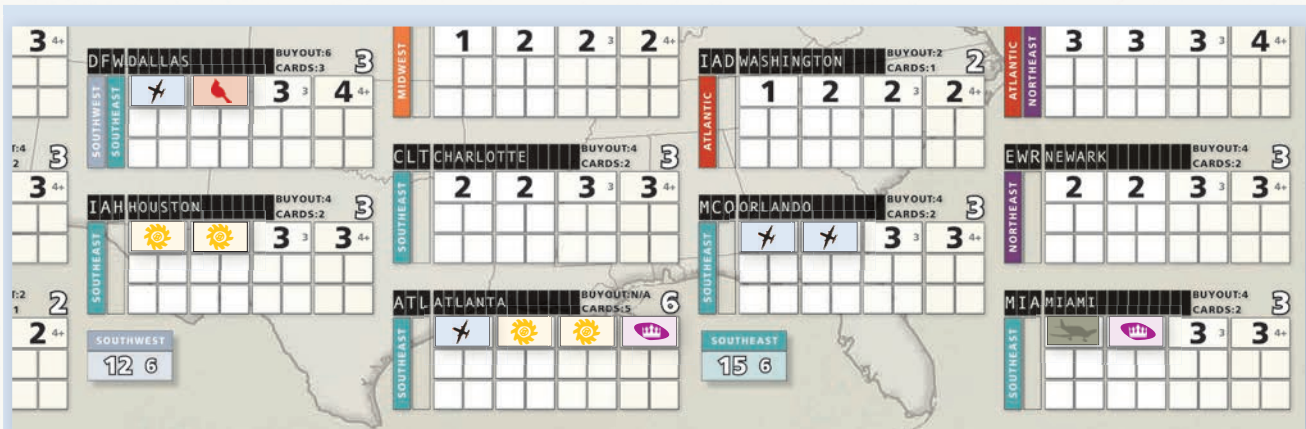 3 4+
DFW DALLAS
BUYOUT:6
CARDS:3
3
SOUTHWEST
SOUTHEAST
3 3 4 4+
MIDWEST
1 2 2 3 2 4+
IAD WASHINGTON
BUYOUT:2
CARDS:1
2
ATLANTIC
1 2 2 3 2 4+
ATLANTIC
NORTHEAST
3 3 3 3 4 4+
T:4
2
3
3 4+
IAH HOUSTON
BUYOUT:4
CARDS:2
3
SOUTHEAST
3 3 3 4+
CLT CHARLOTTE
BUYOUT:4
CARDS:2
3
SOUTHEAST
2 2 3 3 3 4+
MCO ORLANDO
BUYOUT:4
CARDS:2
3
SOUTHEAST
3 3 3 4+
EWR NEWARK
BUYOUT:4
CARDS:2
3
NORTHEAST
2 2 3 3 3 4+
T:2
1
2
2 4+
SOUTHWEST
12 6
ATL ATLANTA
BUYOUT:N/A
CARDS:5
6
SOUTHEAST
SOUTHEAST
15 6
MIA MIAMI
BUYOUT:4
CARDS:2
3
SOUTHEAST
3 3 3 4+